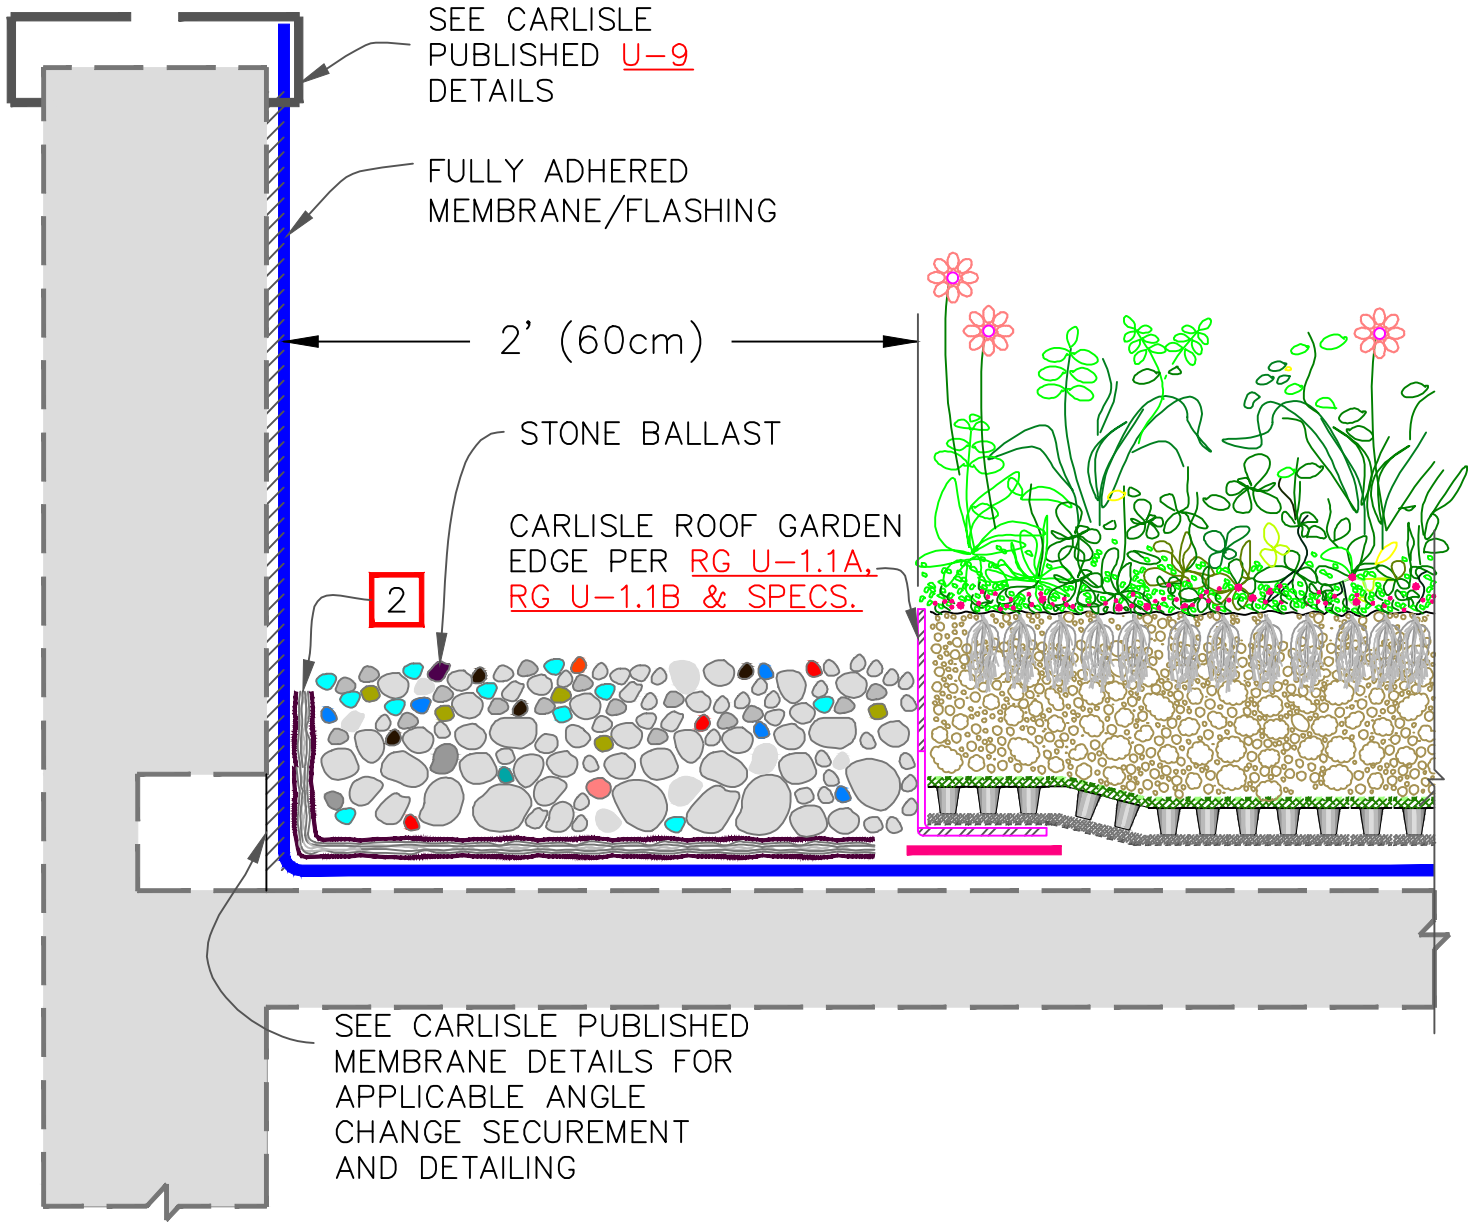 SEE CARLISLE
PUBLISHED U-9
DETAILS
FULLY ADHERED
MEMBRANE/FLASHING
2' (60cm)
STONE BALLAST
CARLISLE ROOF GARDEN
EDGE PER RG U-1.1A,
RG U-1.1B & SPECS.
2
SEE CARLISLE PUBLISHED
MEMBRANE DETAILS FOR
APPLICABLE ANGLE
CHANGE SECUREMENT
AND DETAILING